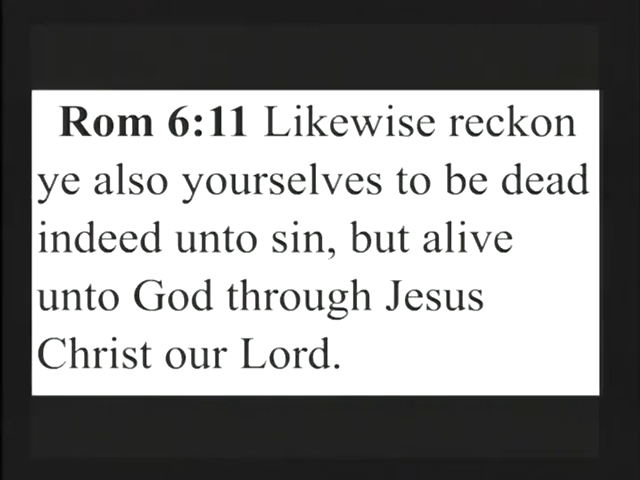 Rom 6:11 Likewise reckon
ye also yourselves to be dead
indeed unto sin, but alive
unto God through Jesus
Christ our Lord.